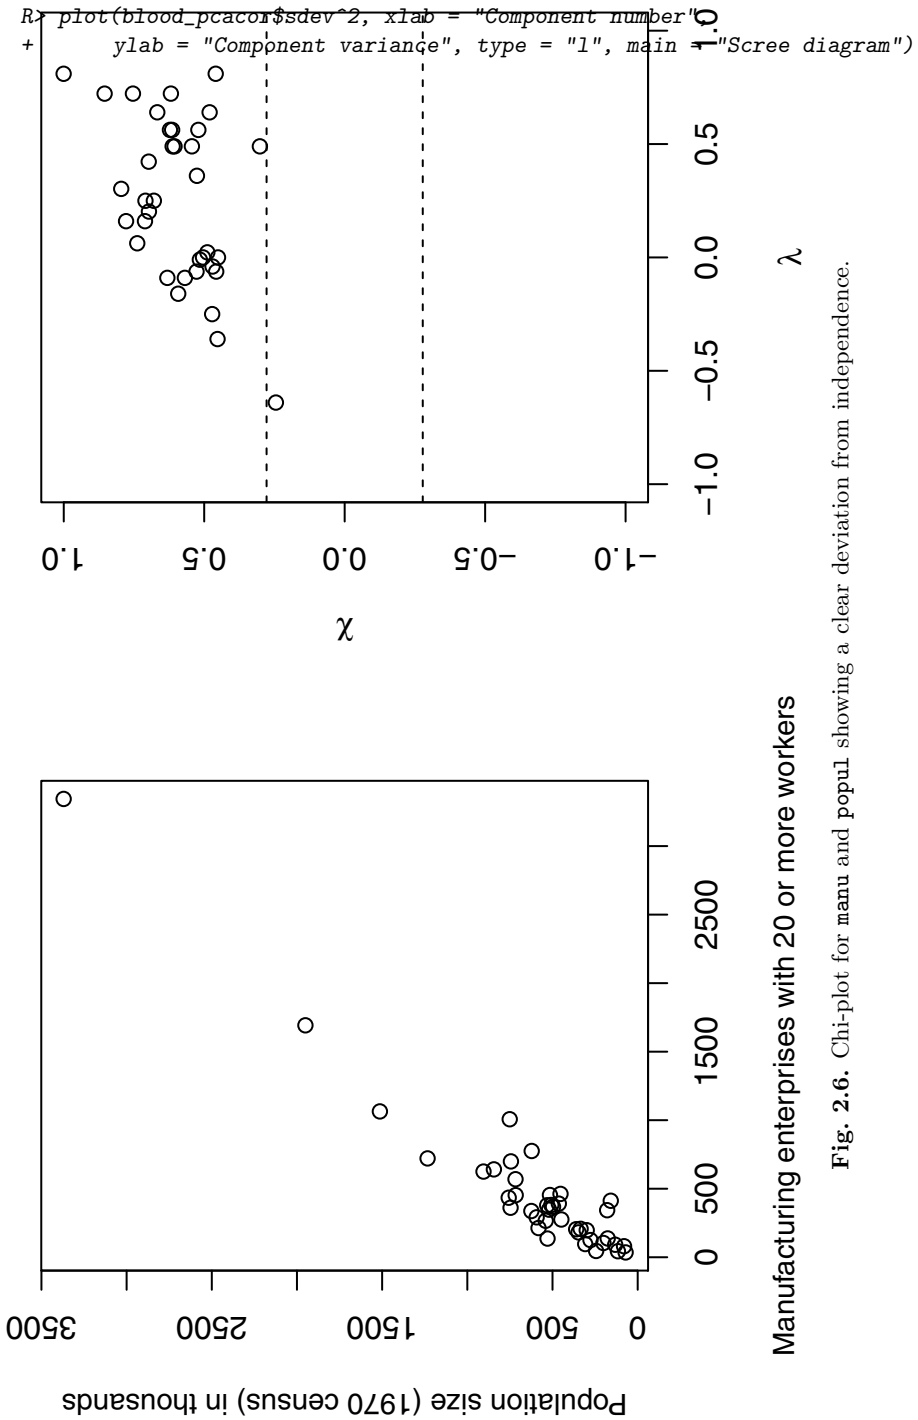 R> plot(blood_pcacor$sdev^2, xlab = "Component number",
+ ylab = "Component variance", type = "l", main = "Scree diagram")
Population size (1970 census) in thousands
0 500 1500 2500 3500
0 500 1500 2500
Manufacturing enterprises with 20 or more workers
χ
−1.0 −0.5 0.0 0.5 1.0
−1.0 −0.5 0.0 0.5 1.0
λ
Fig. 2.6. Chi-plot for manu and popul showing a clear deviation from independence.